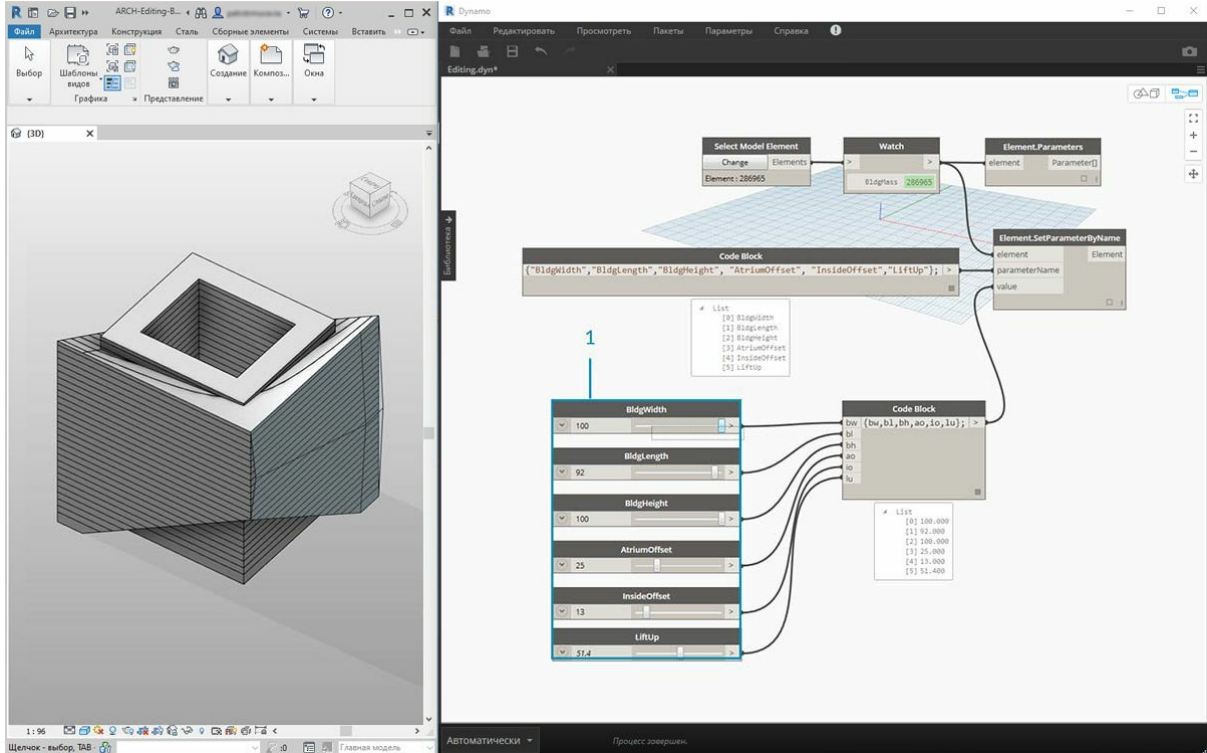 ARCH-Editing-B...
Файл Архитектура Конструкция Сталь Сборные элементы Системы Вставить
Выбор
Шаблоны видов
Создание
Композ...
Окна
Графика
Представление
{3D}
1 : 96
Щелчок - выбор, TAB -
:0
Главная модель
Dynamo
Файл Редактировать Просмотреть Пакеты Параметры Справка
Editing.dyn*
Библиотека
Select Model Element
Change Elements
Element : 286965
Watch
> >
BldgMass 286965
Element.Parameters
element Parameter[]
Element.SetParameterByName
element Element
parameterName
value
Code Block
{"BldgWidth","BldgLength","BldgHeight", "AtriumOffset", "InsideOffset","LiftUp"}; >
List
[0] BldgWidth
[1] BldgLength
[2] BldgHeight
[3] AtriumOffset
[4] InsideOffset
[5] LiftUp
1
BldgWidth
100 >
BldgLength
92 >
BldgHeight
100 >
AtriumOffset
25 >
InsideOffset
13 >
LiftUp
51.4 >
Code Block
bw {bw,bl,bh,ao,io,lu}; >
bl
bh
ao
io
lu
List
[0] 100.000
[1] 92.000
[2] 100.000
[3] 25.000
[4] 13.000
[5] 51.400
Автоматически
Процесс завершен.